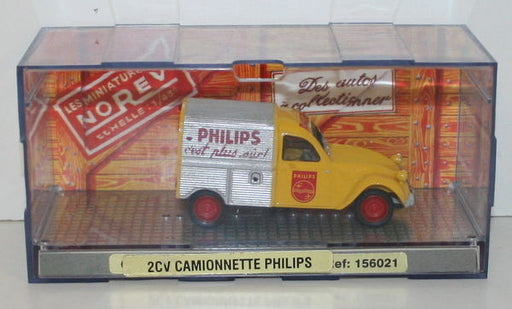 LES MINIATURES
NOREV
ECHELLE 1/43
Des autos
à collectionner
PHILIPS
c'est plus sûr!
PHILIPS
2CV CAMIONNETTE PHILIPS
ef: 156021